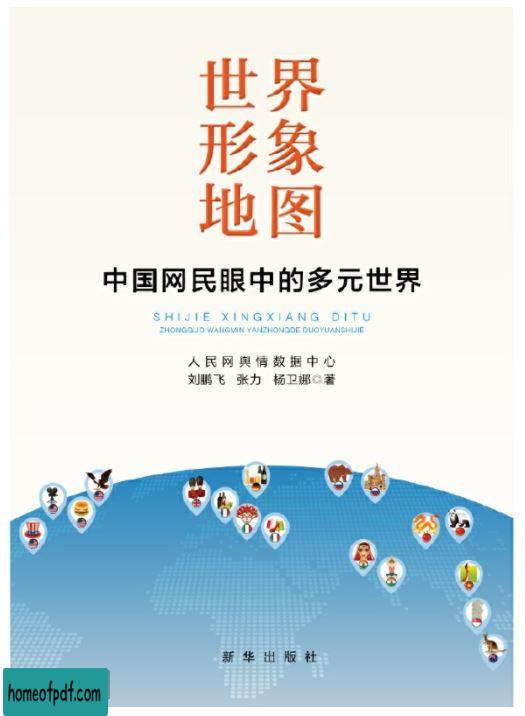 世界
形象
地图
中国网民眼中的多元世界
SHIJIE XINGXIANG DITU
ZHONGGUO WANGMIN YANZHONGDE DUOYUANSHIJIE
人民网舆情数据中心
刘鹏飞 张力 杨卫娜◎著
新华出版社
homeofpdf.com